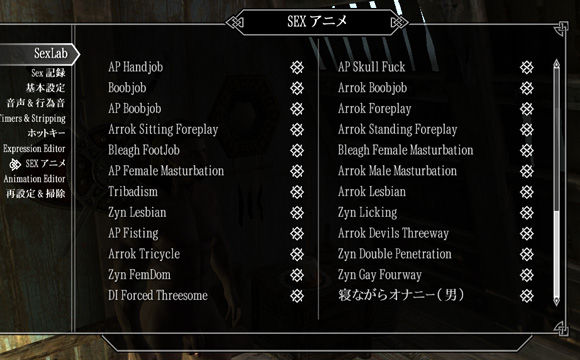 SEX アニメ
SexLab
Sex 記録
基本設定
音声＆行為音
Timers & Stripping
ホットキー
Expression Editor
SEX アニメ
Animation Editor
再設定＆掃除
AP Handjob
AP Skull Fuck
Boobjob
Arrok Boobjob
AP Boobjob
Arrok Foreplay
Arrok Sitting Foreplay
Arrok Standing Foreplay
Bleagh FootJob
Bleagh Female Masturbation
AP Female Masturbation
Arrok Male Masturbation
Tribadism
Arrok Lesbian
Zyn Lesbian
Zyn Licking
AP Fisting
Arrok Devils Threeway
Arrok Tricycle
Zyn Double Penetration
Zyn FemDom
Zyn Gay Fourway
DI Forced Threesome
寝ながらオナニー（男）